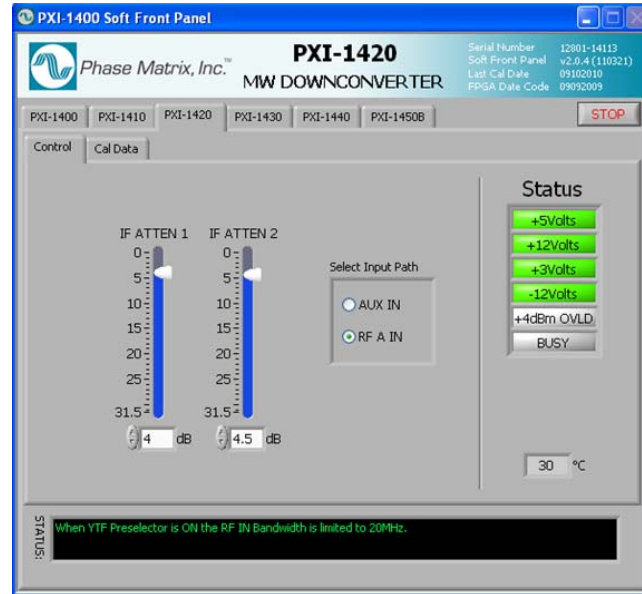 PXI-1400 Soft Front Panel
Phase Matrix, Inc.™
PXI-1420
MW DOWNCONVERTER
Serial Number 12801-14113
Soft Front Panel v2.0.4 (110321)
Last Cal Date 09102010
FPGA Date Code 09092009
PXI-1400 PXI-1410 PXI-1420 PXI-1430 PXI-1440 PXI-1450B STOP
Control Cal Data
IF ATTEN 1 IF ATTEN 2
0 0
5 5
10 10
15 15
20 20
25 25
31.5 31.5
4 dB 4.5 dB
Select Input Path
AUX IN
RF A IN
Status
+5Volts
+12Volts
+3Volts
-12Volts
+4dBm OVLD
BUSY
30 °C
STATUS:
When YTF Preselector is ON the RF IN Bandwidth is limited to 20MHz.